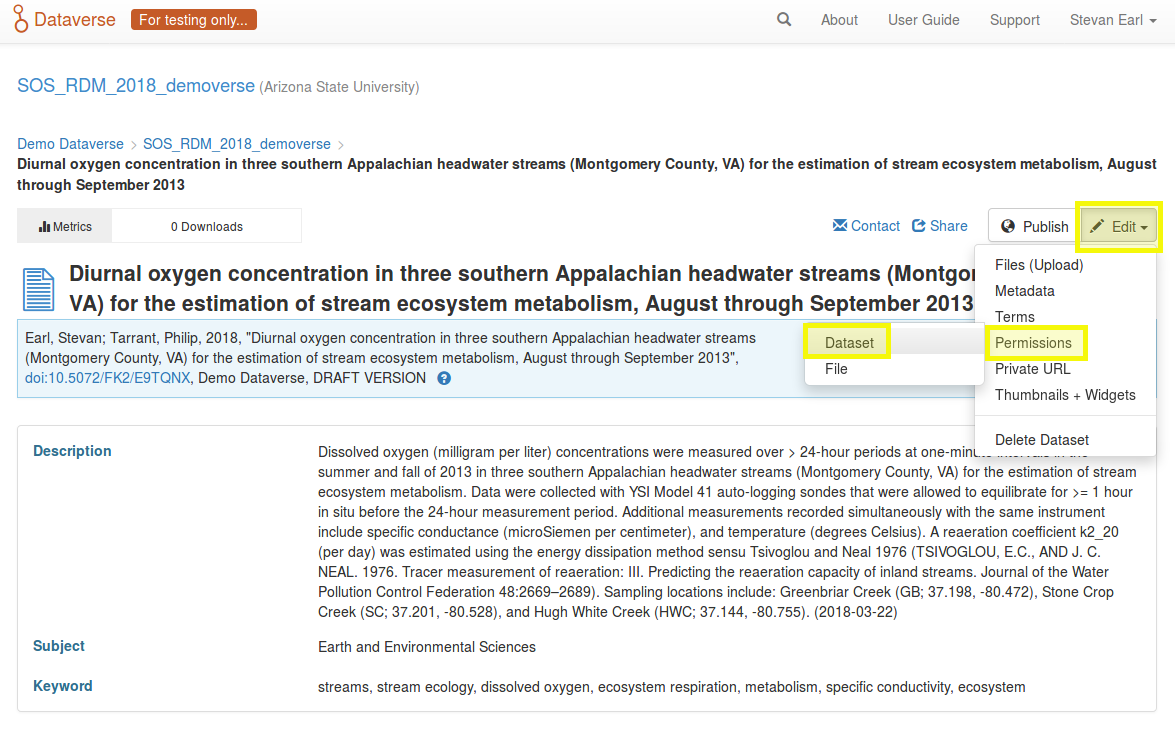 Dataverse For testing only... About User Guide Support Stevan Earl
SOS_RDM_2018_demoverse (Arizona State University)
Demo Dataverse > SOS_RDM_2018_demoverse >
Diurnal oxygen concentration in three southern Appalachian headwater streams (Montgomery County, VA) for the estimation of stream ecosystem metabolism, August
through September 2013
Metrics 0 Downloads Contact Share Publish Edit
Files (Upload)
Metadata
Terms
Permissions
Private URL
Thumbnails + Widgets
Delete Dataset
Dataset
File
Diurnal oxygen concentration in three southern Appalachian headwater streams (Montgo
VA) for the estimation of stream ecosystem metabolism, August through September 2013
Earl, Stevan; Tarrant, Philip, 2018, "Diurnal oxygen concentration in three southern Appalachian headwater streams
(Montgomery County, VA) for the estimation of stream ecosystem metabolism, August through September 2013",
doi:10.5072/FK2/E9TQNX, Demo Dataverse, DRAFT VERSION ?
Description Dissolved oxygen (milligram per liter) concentrations were measured over > 24-hour periods at one-minute intervals in the
summer and fall of 2013 in three southern Appalachian headwater streams (Montgomery County, VA) for the estimation of stream
ecosystem metabolism. Data were collected with YSI Model 41 auto-logging sondes that were allowed to equilibrate for >= 1 hour
in situ before the 24-hour measurement period. Additional measurements recorded simultaneously with the same instrument
include specific conductance (microSiemen per centimeter), and temperature (degrees Celsius). A reaeration coefficient k2_20
(per day) was estimated using the energy dissipation method sensu Tsivoglou and Neal 1976 (TSIVOGLOU, E.C., AND J. C.
NEAL. 1976. Tracer measurement of reaeration: III. Predicting the reaeration capacity of inland streams. Journal of the Water
Pollution Control Federation 48:2669–2689). Sampling locations include: Greenbriar Creek (GB; 37.198, -80.472), Stone Crop
Creek (SC; 37.201, -80.528), and Hugh White Creek (HWC; 37.144, -80.755). (2018-03-22)
Subject Earth and Environmental Sciences
Keyword streams, stream ecology, dissolved oxygen, ecosystem respiration, metabolism, specific conductivity, ecosystem